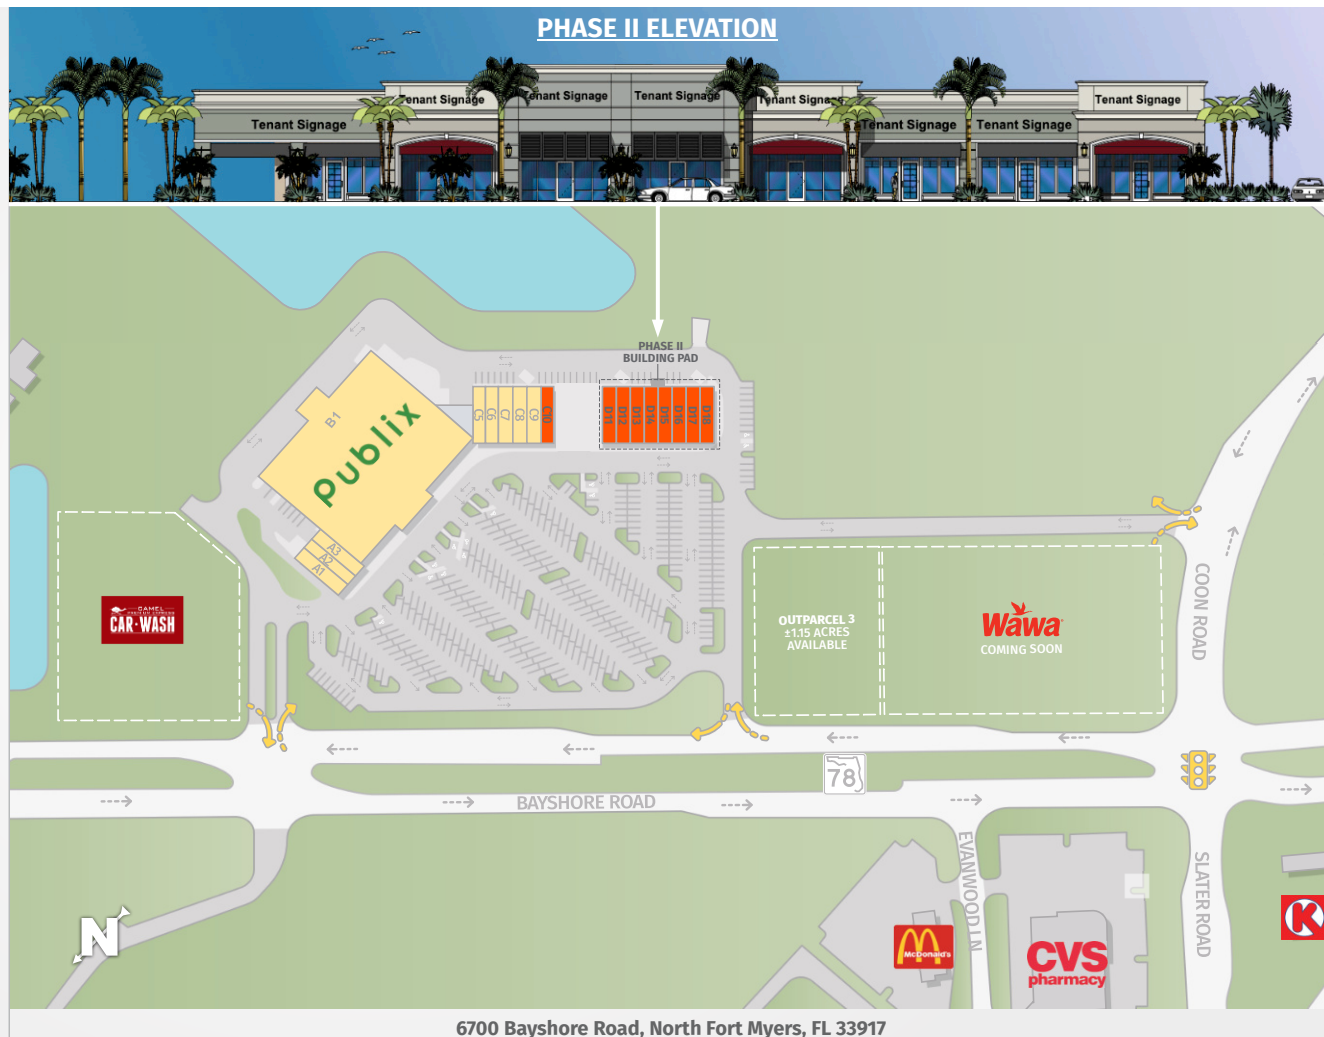 PHASE II ELEVATION
Tenant Signage
Tenant Signage
Tenant Signage
Tenant Signage
Tenant Signage
Tenant Signage
Tenant Signage
Tenant Signage
PHASE II
BUILDING PAD
B1
Publix
C5
C6
C7
C8
C9
C10
D11
D12
D13
D14
D15
D16
D17
D18
A3
A2
A1
CAMEL
CAR-WASH
OUTPARCEL 3
±1.15 ACRES
AVAILABLE
Wawa
COMING SOON
COON ROAD
78
BAYSHORE ROAD
EVANWOOD LN
SLATER ROAD
N
McDonald's
CVS
pharmacy
K
6700 Bayshore Road, North Fort Myers, FL 33917